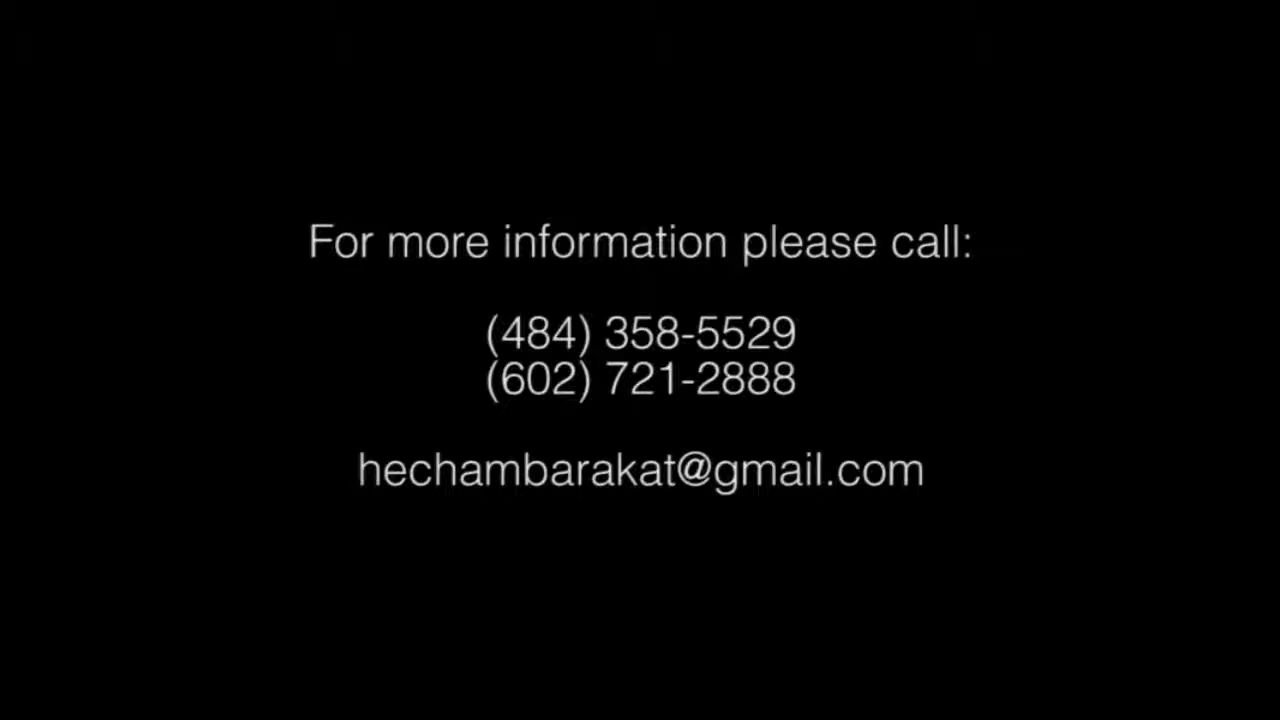 For more information please call:
(484) 358-5529
(602) 721-2888
hechambarakat@gmail.com